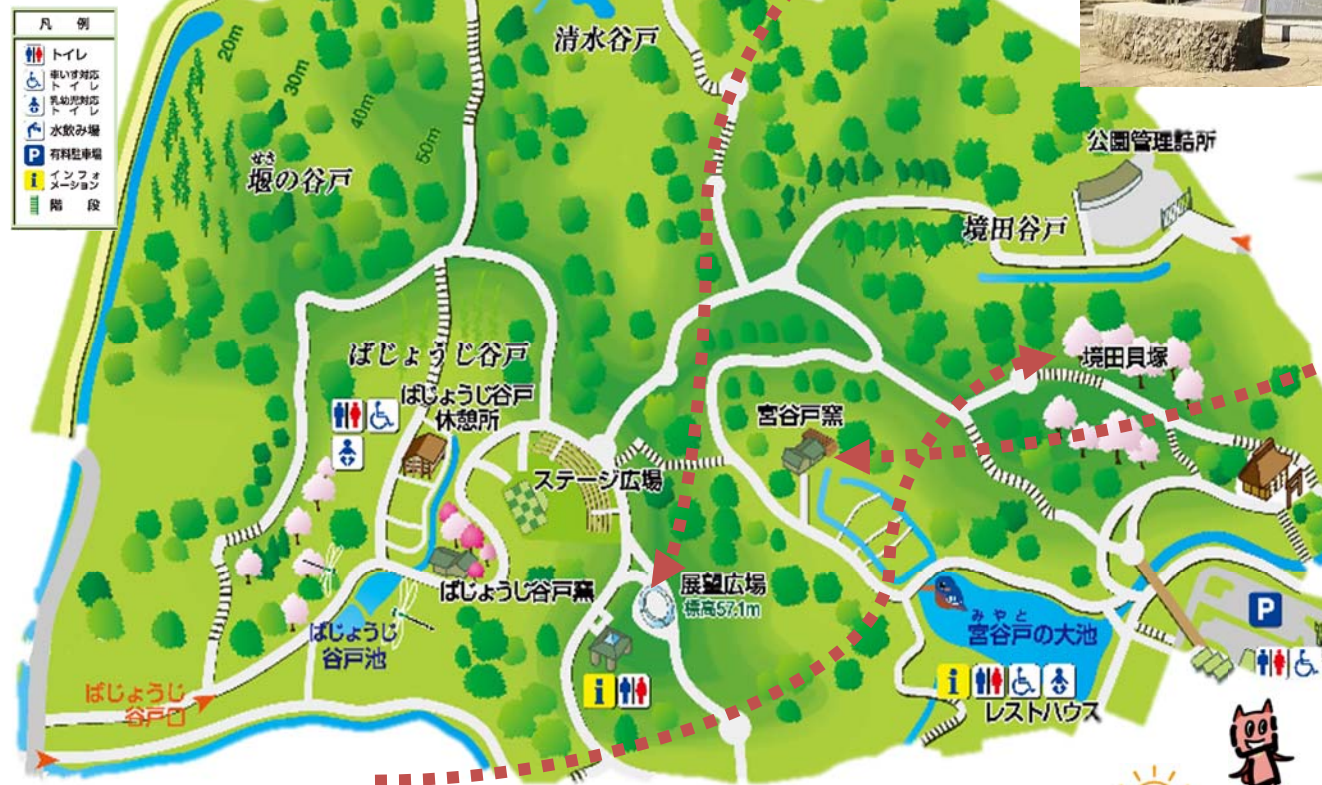 凡 例
トイレ
車いす対応
トイレ
乳幼児対応
トイレ
水飲み場
P 有料駐車場
i インフォ
メーション
階 段
20m
30m
40m
50m
清水谷戸
せき
堰の谷戸
公園管理詰所
境田谷戸
境田貝塚
ばじょうじ谷戸
ばじょうじ谷戸
休憩所
宮谷戸窯
ステージ広場
ばじょうじ谷戸窯
展望広場
標高57.1m
ばじょうじ
谷戸池
みやと
宮谷戸の大池
P
i
i
レストハウス
ばじょうじ
谷戸口